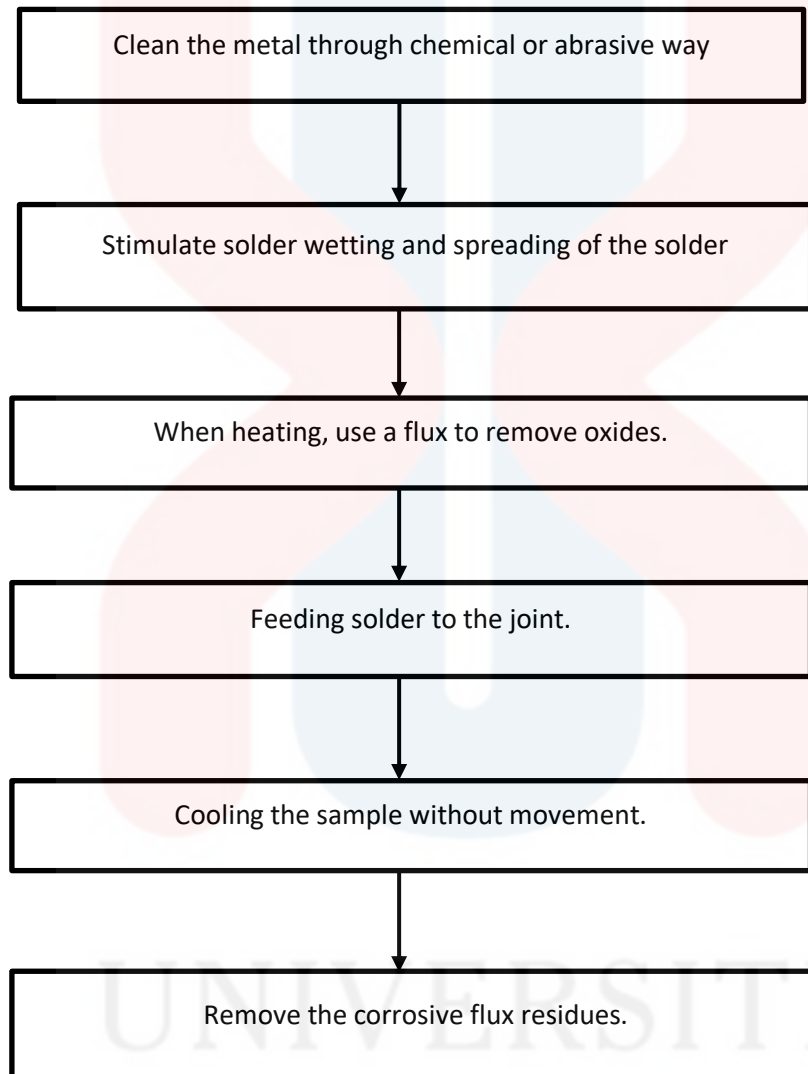 Clean the metal through chemical or abrasive way
Stimulate solder wetting and spreading of the solder
When heating, use a flux to remove oxides.
Feeding solder to the joint.
Cooling the sample without movement.
Remove the corrosive flux residues.